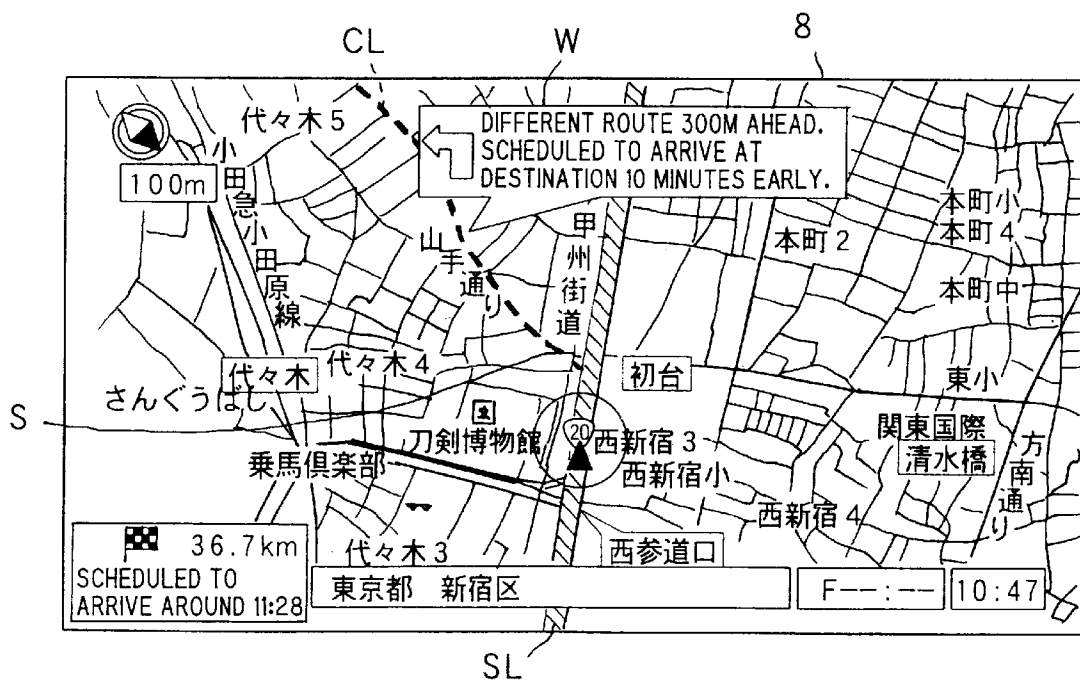 8
CL
W
代々木5
DIFFERENT ROUTE 300M AHEAD.
SCHEDULED TO ARRIVE AT
DESTINATION 10 MINUTES EARLY.
100m
小田急小田原線
山手通り
甲州街道
本町2
本町小
本町4
本町中
代々木
代々木4
初台
東小
さんぐうばし
S
刀剣博物館
20
西新宿3
関東国際
清水橋
方南通り
乗馬倶楽部
西新宿小
西新宿4
代々木3
西参道口
36.7km
SCHEDULED TO
ARRIVE AROUND 11:28
東京都 新宿区
F--:--
10:47
SL